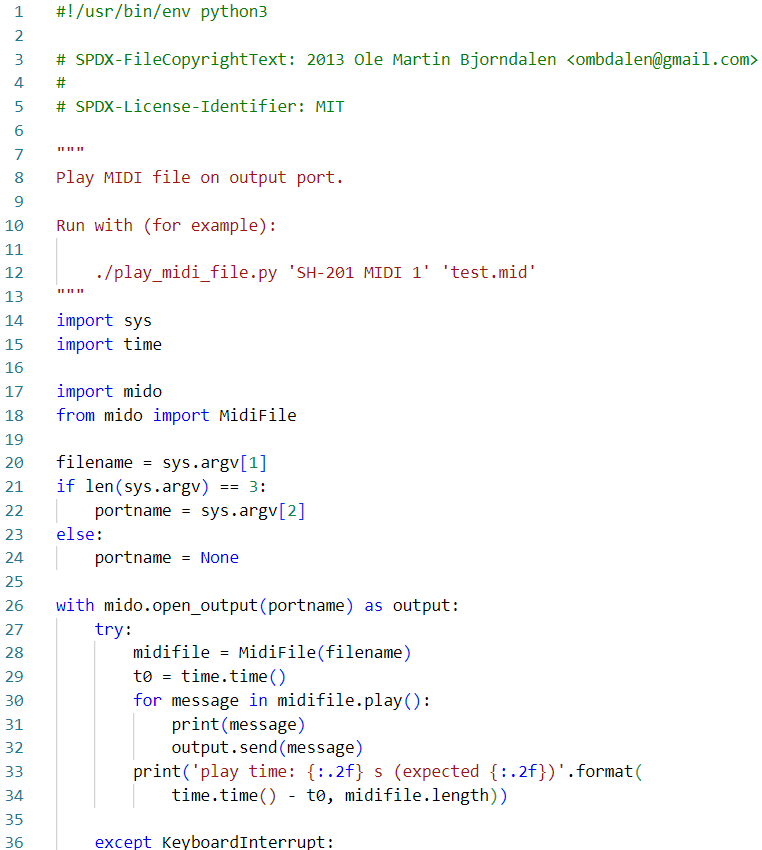 1 #!/usr/bin/env python3
2
3 # SPDX-FileCopyrightText: 2013 Ole Martin Bjorndalen <ombdalen@gmail.com>
4 #
5 # SPDX-License-Identifier: MIT
6
7 """
8 Play MIDI file on output port.
9
10 Run with (for example):
11
12     ./play_midi_file.py 'SH-201 MIDI 1' 'test.mid'
13 """
14 import sys
15 import time
16
17 import mido
18 from mido import MidiFile
19
20 filename = sys.argv[1]
21 if len(sys.argv) == 3:
22     portname = sys.argv[2]
23 else:
24     portname = None
25
26 with mido.open_output(portname) as output:
27     try:
28         midifile = MidiFile(filename)
29         t0 = time.time()
30         for message in midifile.play():
31             print(message)
32             output.send(message)
33         print('play time: {:.2f} s (expected {:.2f})'.format(
34             time.time() - t0, midifile.length))
35
36     except KeyboardInterrupt: